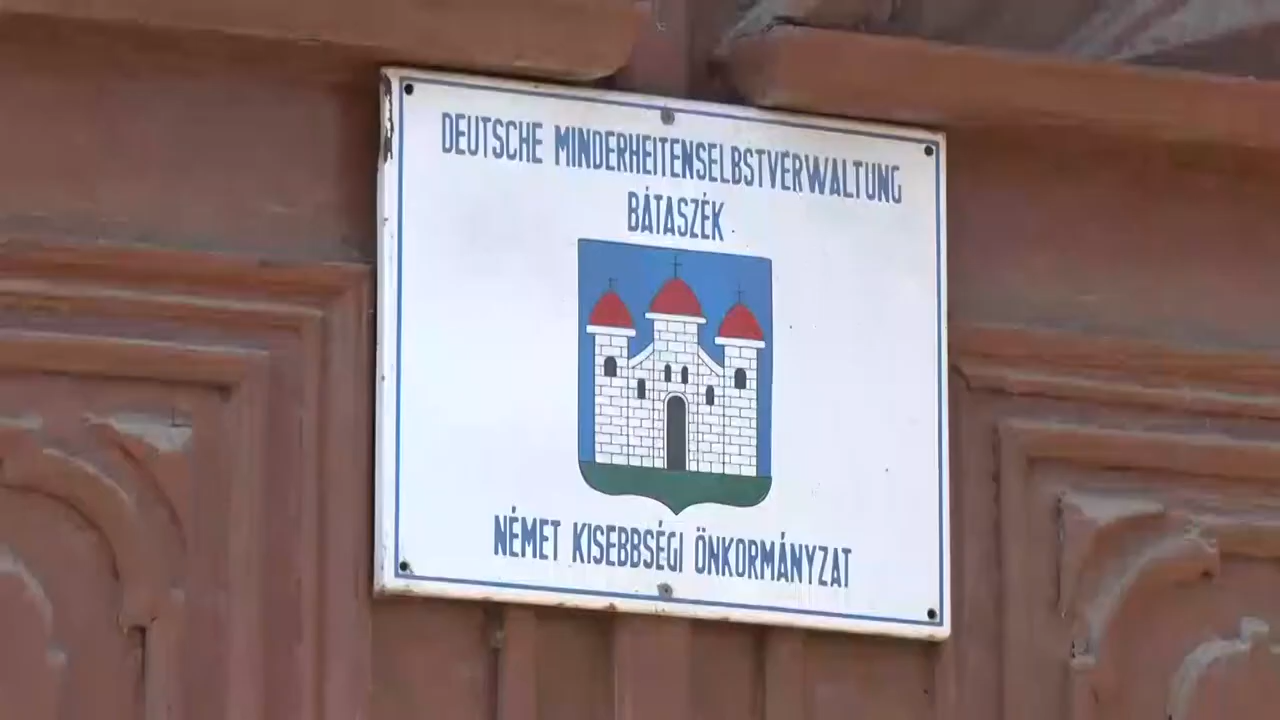 DEUTSCHE MINDERHEITENSELBSTVERWALTUNG
BÁTASZÉK
NÉMET KISEBBSÉGI ÖNKORMÁNYZAT